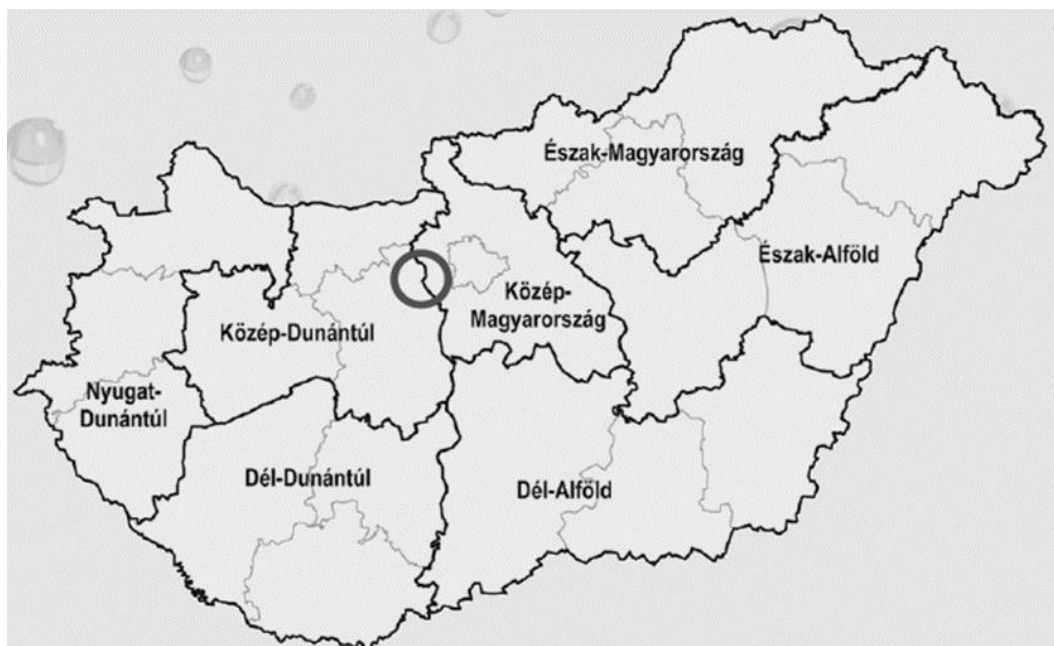 Észak-Magyarország
Észak-Alföld
Közép-
Magyarország
Közép-Dunántúl
Nyugat-
Dunántúl
Dél-Dunántúl
Dél-Alföld